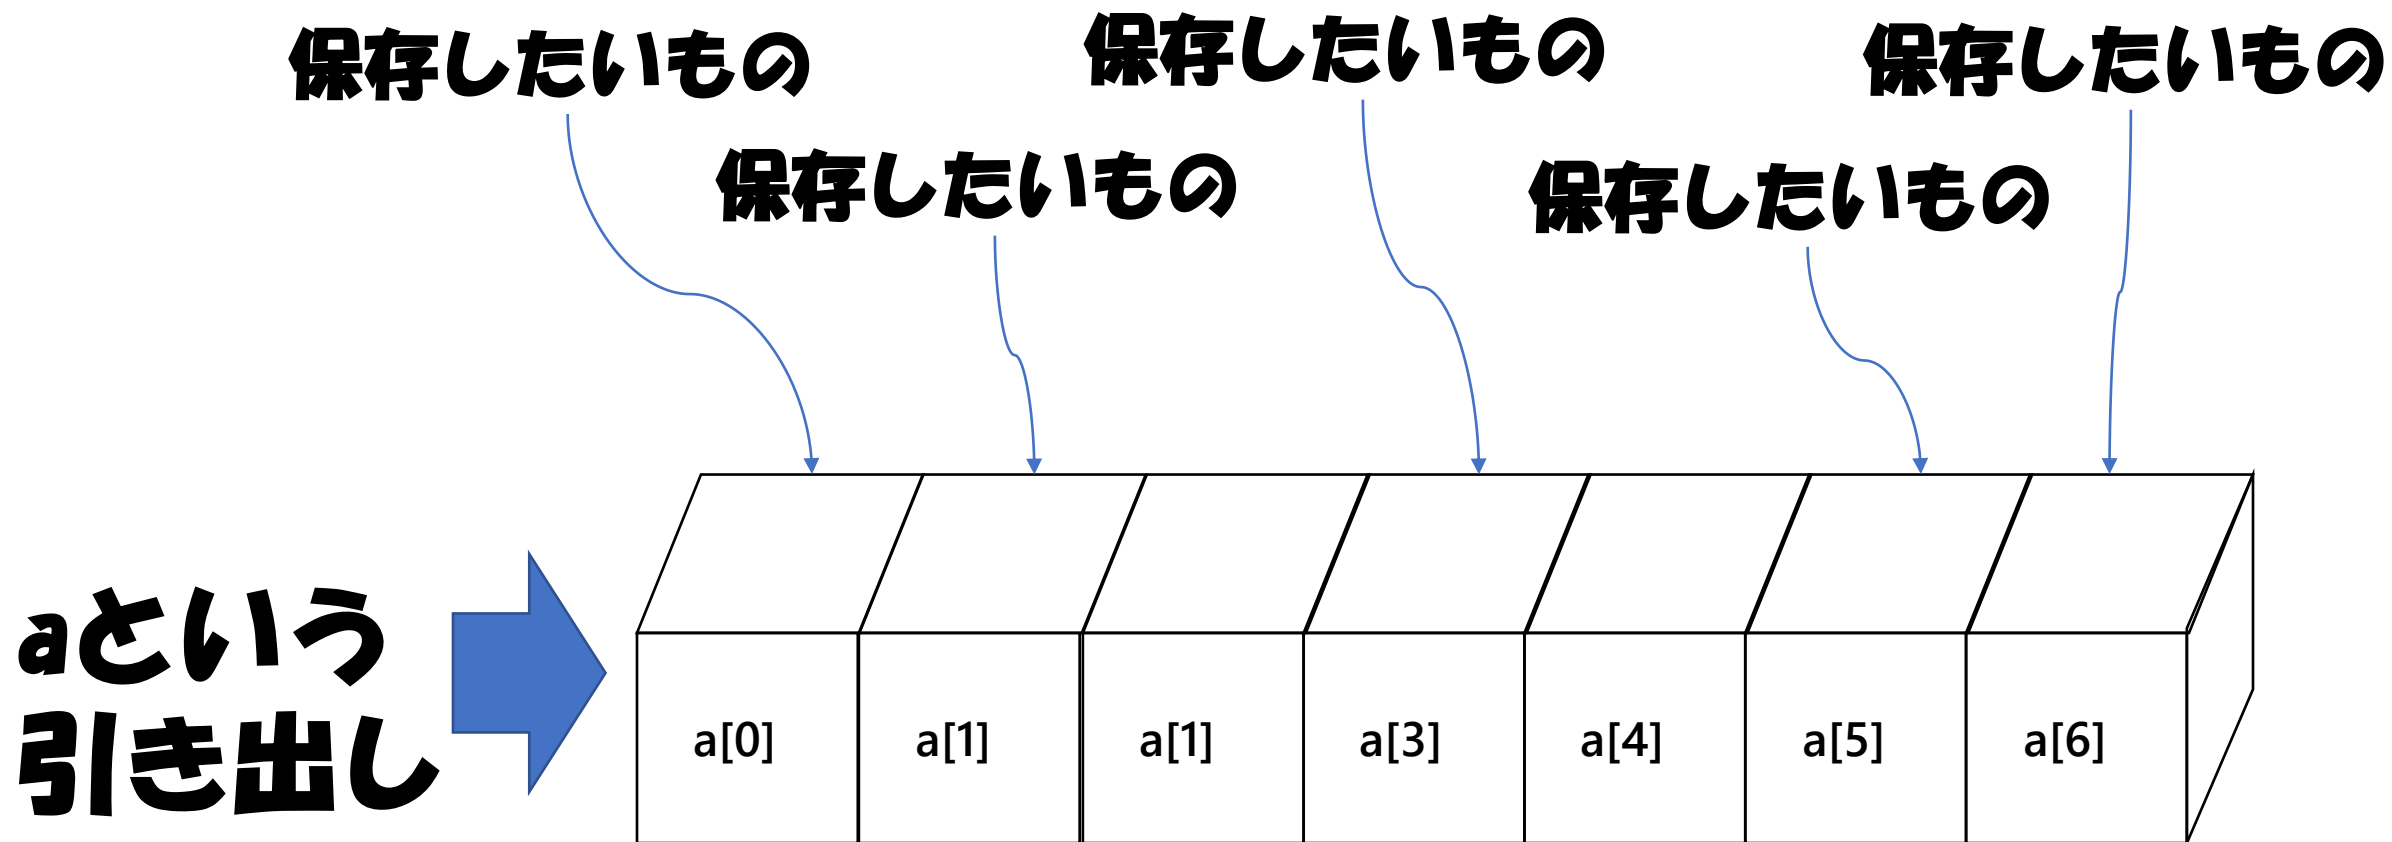 保存したいもの
保存したいもの
保存したいもの
保存したいもの
保存したいもの
aという
引き出し
a[0]
a[1]
a[1]
a[3]
a[4]
a[5]
a[6]